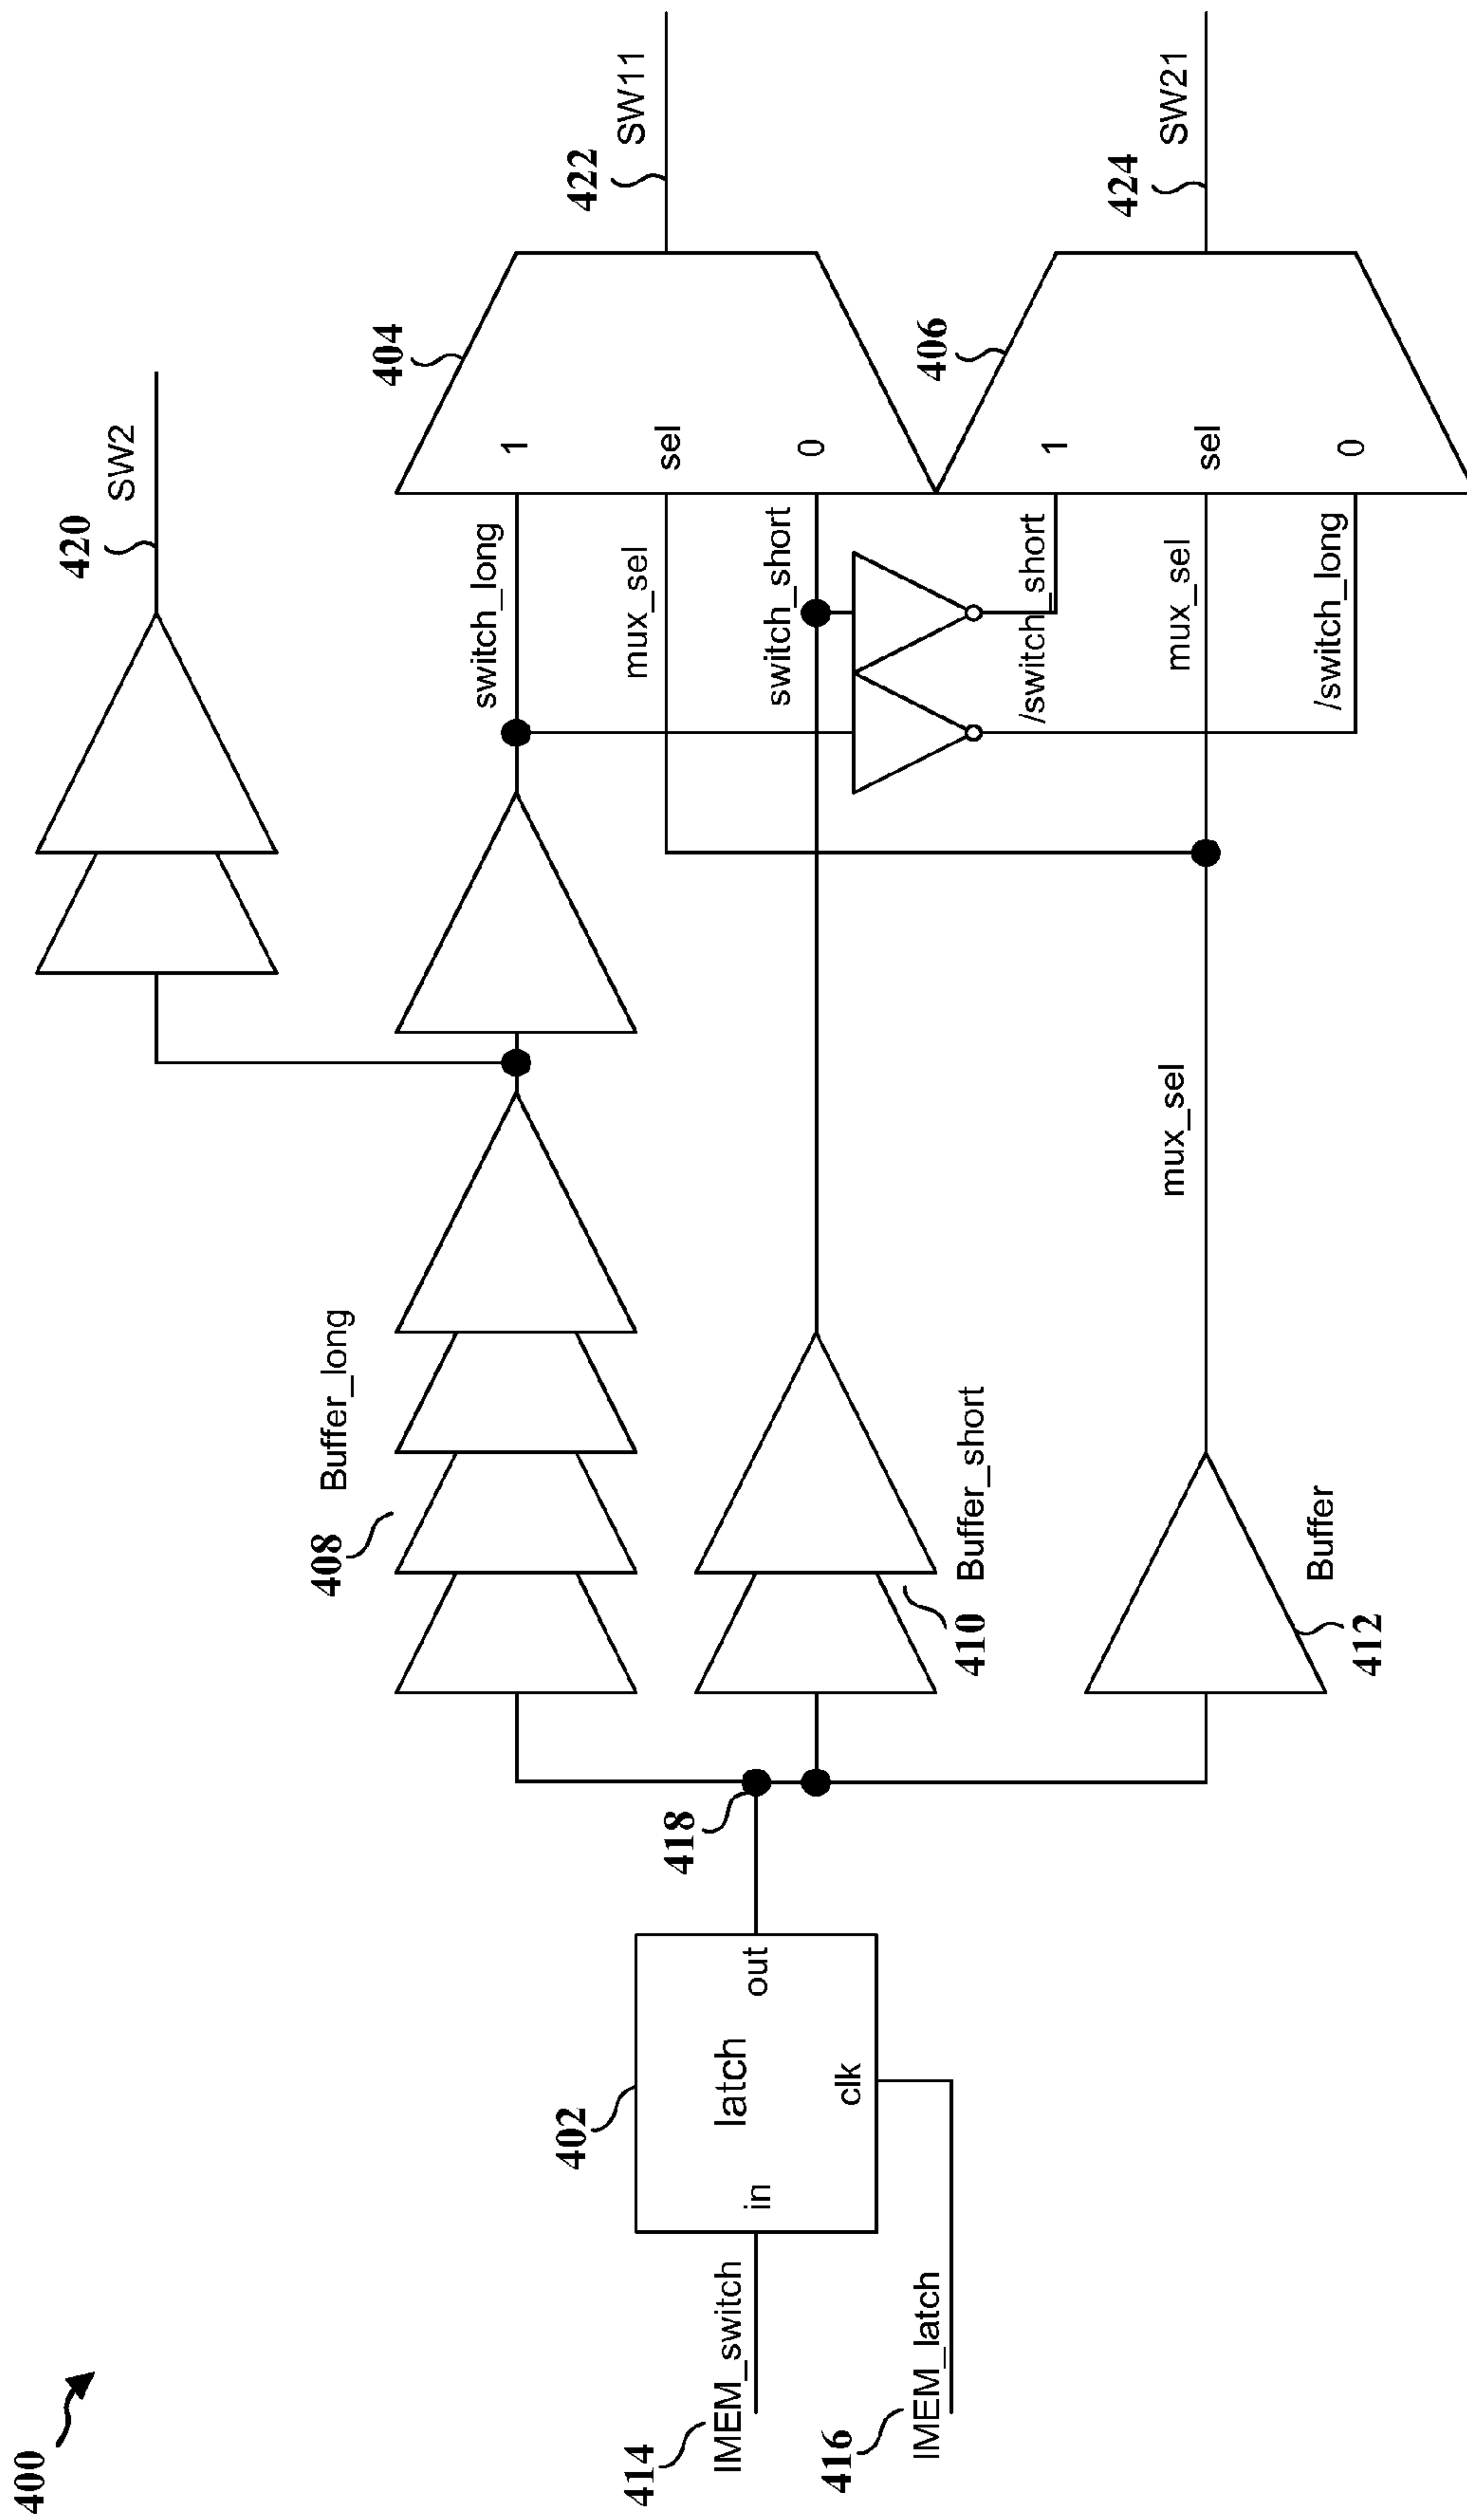 400
420
SW2
404
422
SW11
408
Buffer_long
switch_long
1
mux_sel
sel
switch_short
0
402
418
414
IMEM_switch
in
latch
out
clk
416
IMEM_latch
410
Buffer_short
406
424
SW21
/switch_short
1
mux_sel
mux_sel
sel
412
Buffer
/switch_long
0